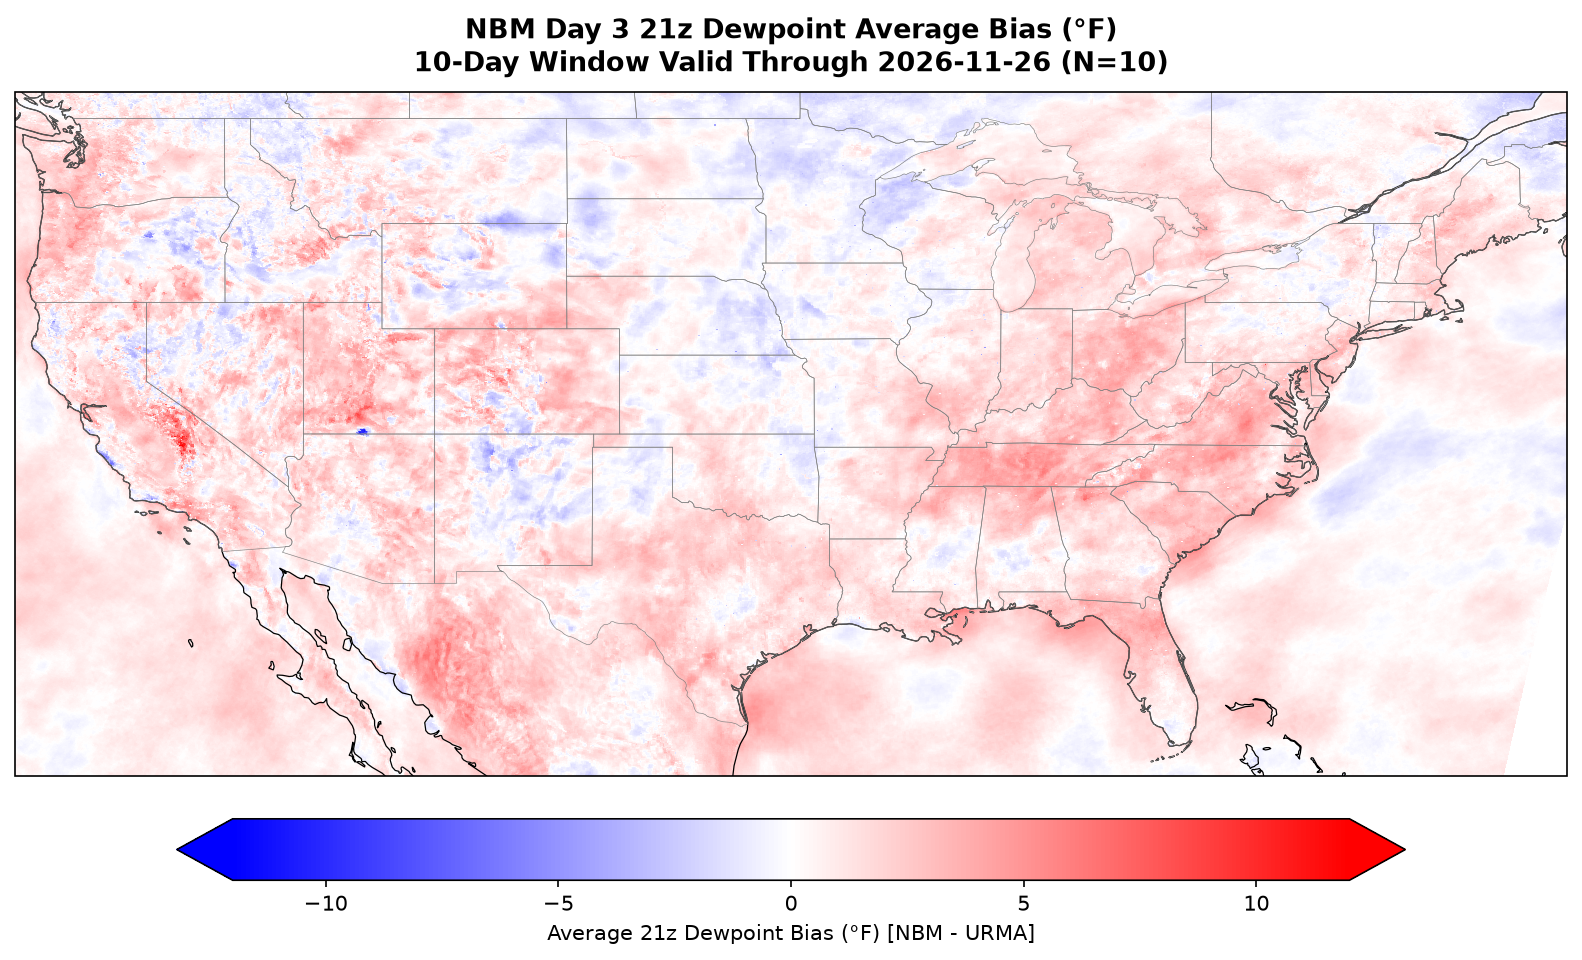 NBM Day 3 21z Dewpoint Average Bias (°F)
10-Day Window Valid Through 2026-11-26 (N=10)
−10 −5 0 5 10
Average 21z Dewpoint Bias (°F) [NBM - URMA]